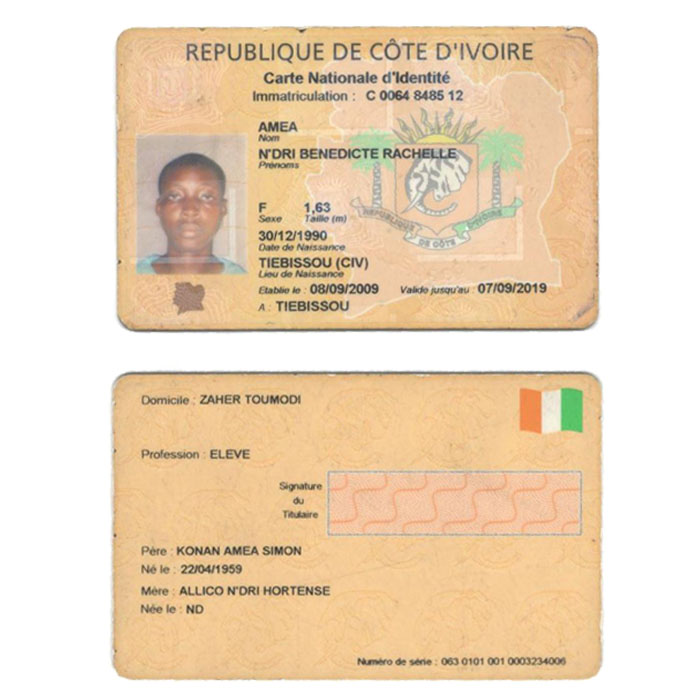 REPUBLIQUE DE CÔTE D'IVOIRE
Carte Nationale d'Identité
Immatriculation : C 0064 8485 12
AMEA
Nom
N'DRI BENEDICTE RACHELLE
Prénoms
F 1,63
Sexe Taille (m)
30/12/1990
Date de Naissance
TIEBISSOU (CIV)
Lieu de Naissance
Etablie le : 08/09/2009 Valide jusqu'au : 07/09/2019
A : TIEBISSOU
REPUBLIQUE DE CÔTE D'IVOIRE
Domicile : ZAHER TOUMODI
Profession : ELEVE
Signature
du
Titulaire
Père : KONAN AMEA SIMON
Né le : 22/04/1959
Mère : ALLICO N'DRI HORTENSE
Née le : ND
Numéro de série : 063 0101 001 0003234006